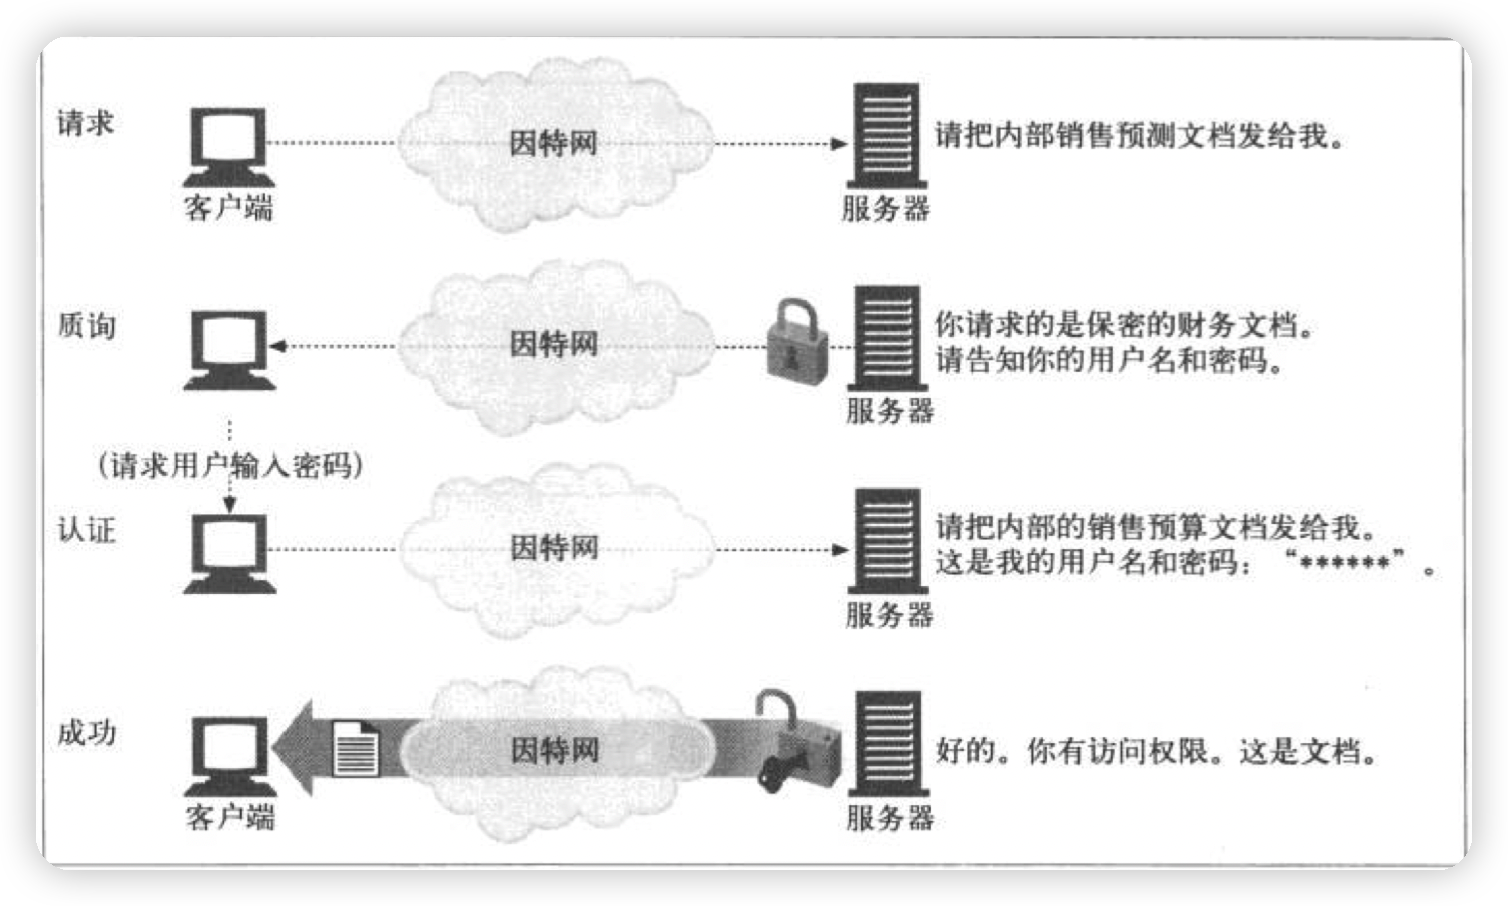 请求
因特网
请把内部销售预测文档发给我。
客户端
服务器
质询
因特网
你请求的是保密的财务文档。
请告知你的用户名和密码。
服务器
(请求用户输入密码)
认证
因特网
请把内部的销售预算文档发给我。
这是我的用户名和密码：“******”。
服务器
成功
因特网
好的。你有访问权限。这是文档。
客户端
服务器